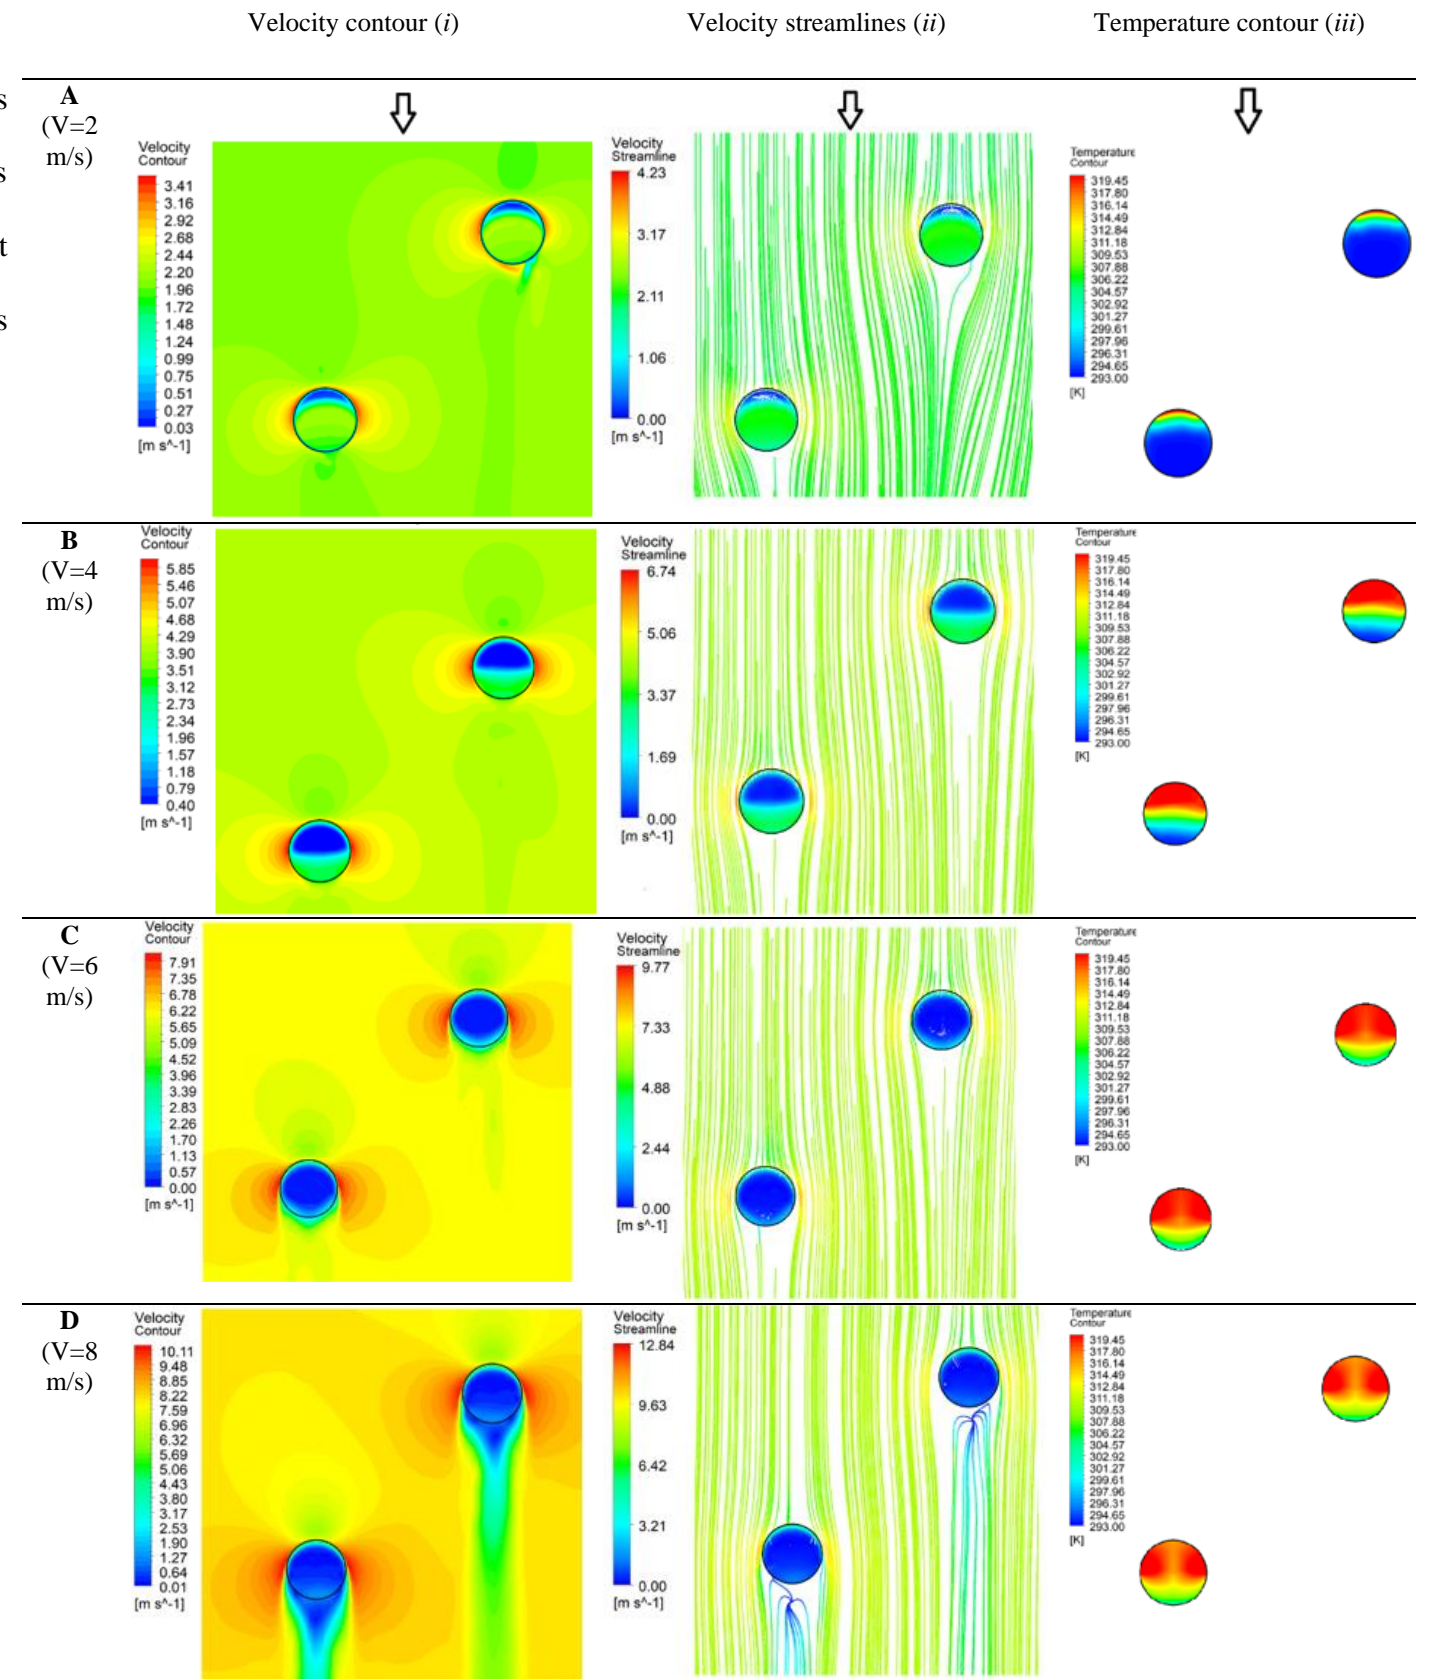 Velocity contour (i) Velocity streamlines (ii) Temperature contour (iii)
s
s
t
s
A
(V=2
m/s)
Velocity
Contour
3.41
3.16
2.92
2.68
2.44
2.20
1.96
1.72
1.48
1.24
0.99
0.75
0.51
0.27
0.03
[m s^-1]
Velocity
Streamline
4.23
3.17
2.11
1.06
0.00
[m s^-1]
Temperature
Contour
319.45
317.80
316.14
314.49
312.84
311.18
309.53
307.88
306.22
304.57
302.92
301.27
299.61
297.96
296.31
294.65
293.00
[K]
B
(V=4
m/s)
Velocity
Contour
5.85
5.46
5.07
4.68
4.29
3.90
3.51
3.12
2.73
2.34
1.96
1.57
1.18
0.79
0.40
[m s^-1]
Velocity
Streamline
6.74
5.06
3.37
1.69
0.00
[m s^-1]
Temperature
Contour
319.45
317.80
316.14
314.49
312.84
311.18
309.53
307.88
306.22
304.57
302.92
301.27
299.61
297.96
296.31
294.65
293.00
[K]
C
(V=6
m/s)
Velocity
Contour
7.91
7.35
6.78
6.22
5.65
5.09
4.52
3.96
3.39
2.83
2.26
1.70
1.13
0.57
0.00
[m s^-1]
Velocity
Streamline
9.77
7.33
4.88
2.44
0.00
[m s^-1]
Temperature
Contour
319.45
317.80
316.14
314.49
312.84
311.18
309.53
307.88
306.22
304.57
302.92
301.27
299.61
297.96
296.31
294.65
293.00
[K]
D
(V=8
m/s)
Velocity
Contour
10.11
9.48
8.85
8.22
7.59
6.96
6.32
5.69
5.06
4.43
3.80
3.17
2.53
1.90
1.27
0.64
0.01
[m s^-1]
Velocity
Streamline
12.84
9.63
6.42
3.21
0.00
[m s^-1]
Temperature
Contour
319.45
317.80
316.14
314.49
312.84
311.18
309.53
307.88
306.22
304.57
302.92
301.27
299.61
297.96
296.31
294.65
293.00
[K]